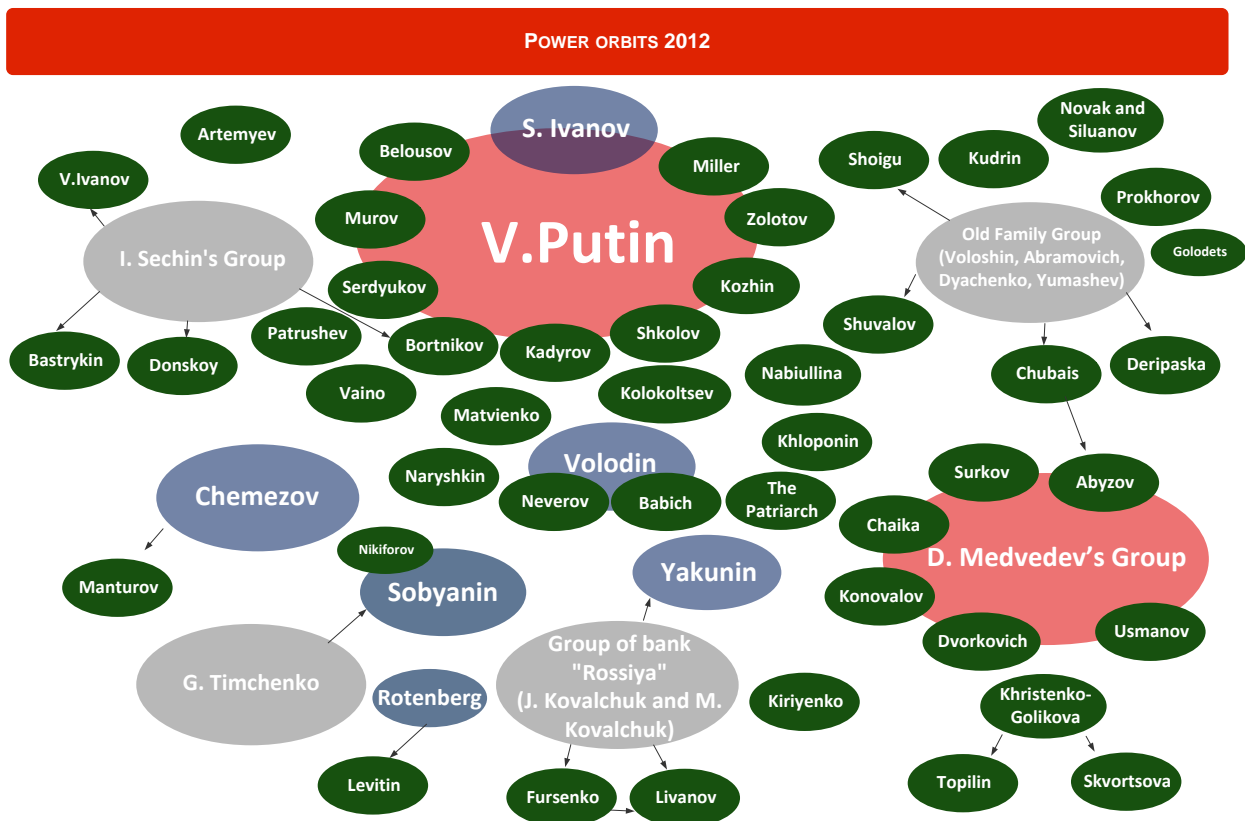 POWER ORBITS 2012
S. Ivanov
Novak and
Siluanov
Artemyev
Belousov
Miller
Shoigu
Kudrin
V.Ivanov
Prokhorov
Murov
Zolotov
V.Putin
I. Sechin's Group
Old Family Group
(Voloshin, Abramovich,
Dyachenko, Yumashev)
Golodets
Serdyukov
Kozhin
Patrushev
Bortnikov
Kadyrov
Shkolov
Shuvalov
Bastrykin
Donskoy
Vaino
Kolokoltsev
Nabiullina
Chubais
Deripaska
Matvienko
Khloponin
Volodin
Naryshkin
Neverov
Babich
The
Patriarch
Surkov
Abyzov
Chemezov
Chaika
Nikiforov
D. Medvedev’s Group
Manturov
Sobyanin
Yakunin
Konovalov
Dvorkovich
Usmanov
G. Timchenko
Rotenberg
Group of bank
"Rossiya"
(J. Kovalchuk and M.
Kovalchuk)
Kiriyenko
Khristenko-
Golikova
Levitin
Fursenko
Livanov
Topilin
Skvortsova